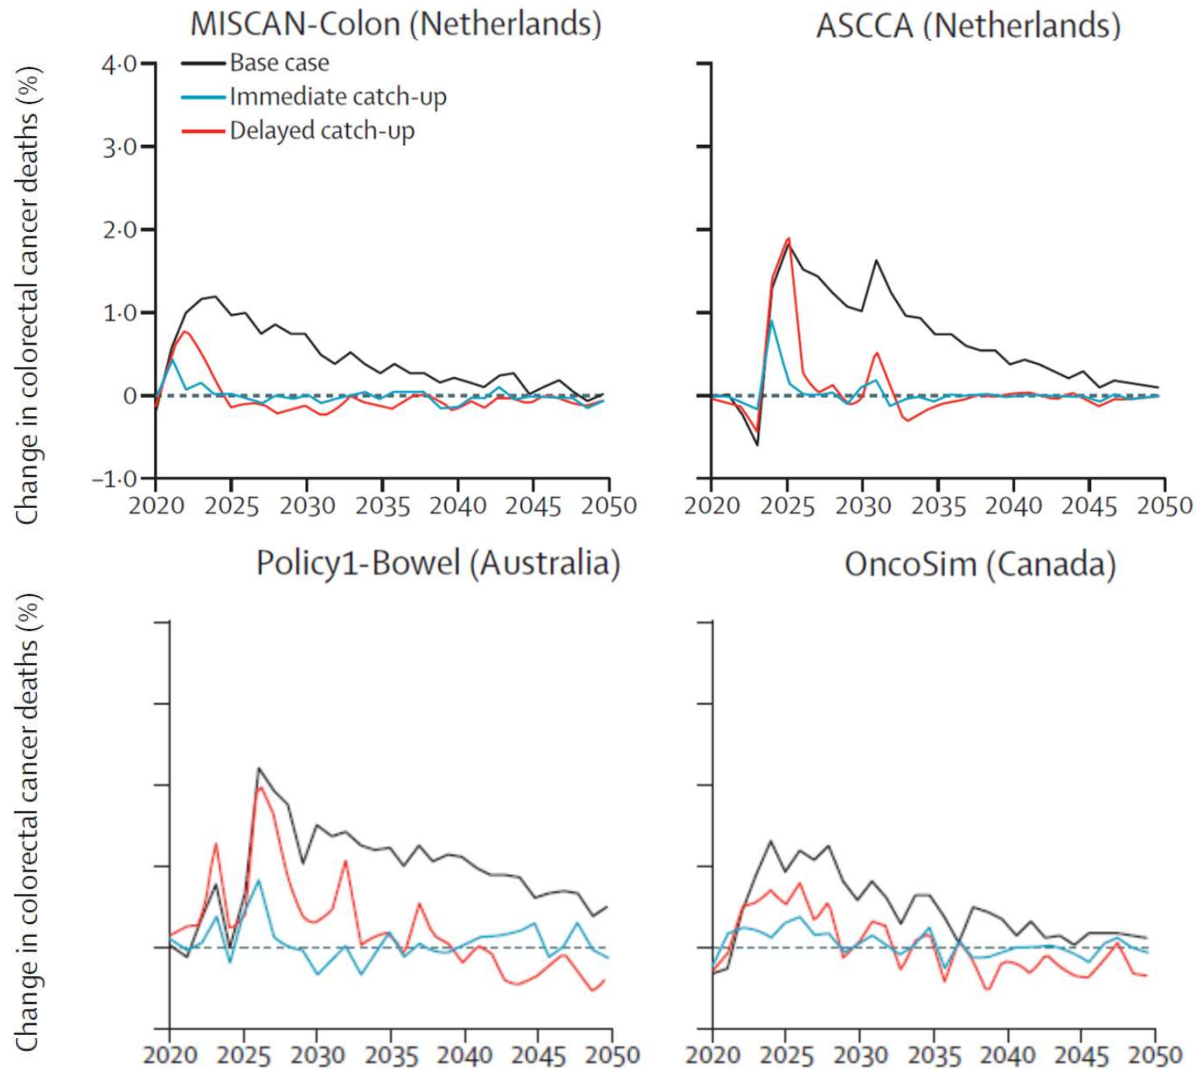 MISCAN-Colon (Netherlands)
ASCCA (Netherlands)
Change in colorectal cancer deaths (%)
4·0
3·0
2·0
1·0
0
–1·0
Base case
Immediate catch-up
Delayed catch-up
2020 2025 2030 2035 2040 2045 2050
2020 2025 2030 2035 2040 2045 2050
Policy1-Bowel (Australia)
OncoSim (Canada)
Change in colorectal cancer deaths (%)
2020 2025 2030 2035 2040 2045 2050
2020 2025 2030 2035 2040 2045 2050